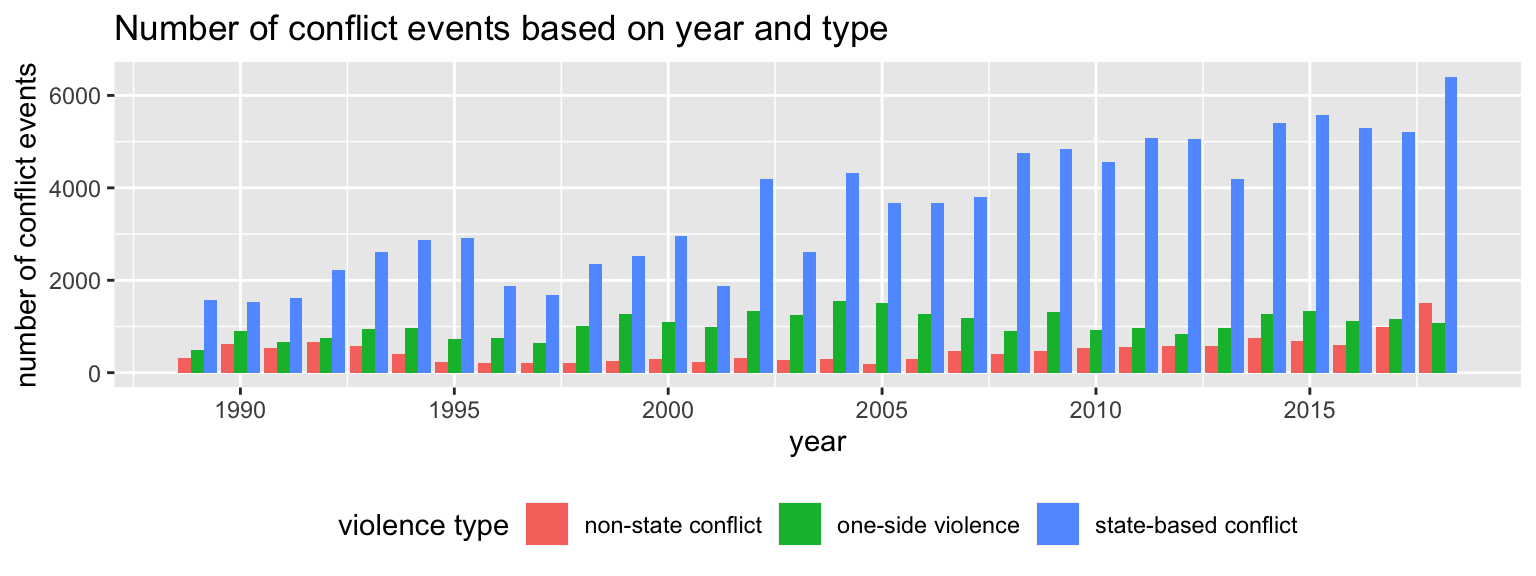 Number of conflict events based on year and type
number of conflict events
6000
4000
2000
0
1990 1995 2000 2005 2010 2015
year
violence type non-state conflict one-side violence state-based conflict